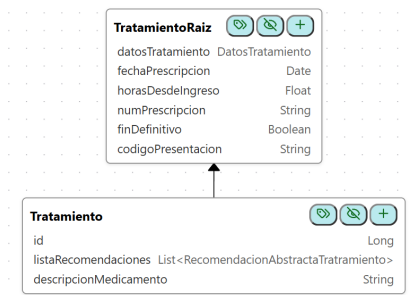 TratamientoRaiz
datosTratamiento DatosTratamiento
fechaPrescripcion Date
horasDesdeIngreso Float
numPrescripcion String
finDefinitivo Boolean
codigoPresentacion String
Tratamiento
id Long
listaRecomendaciones List<RecomendacionAbstractaTratramiento>
descripcionMedicamento String